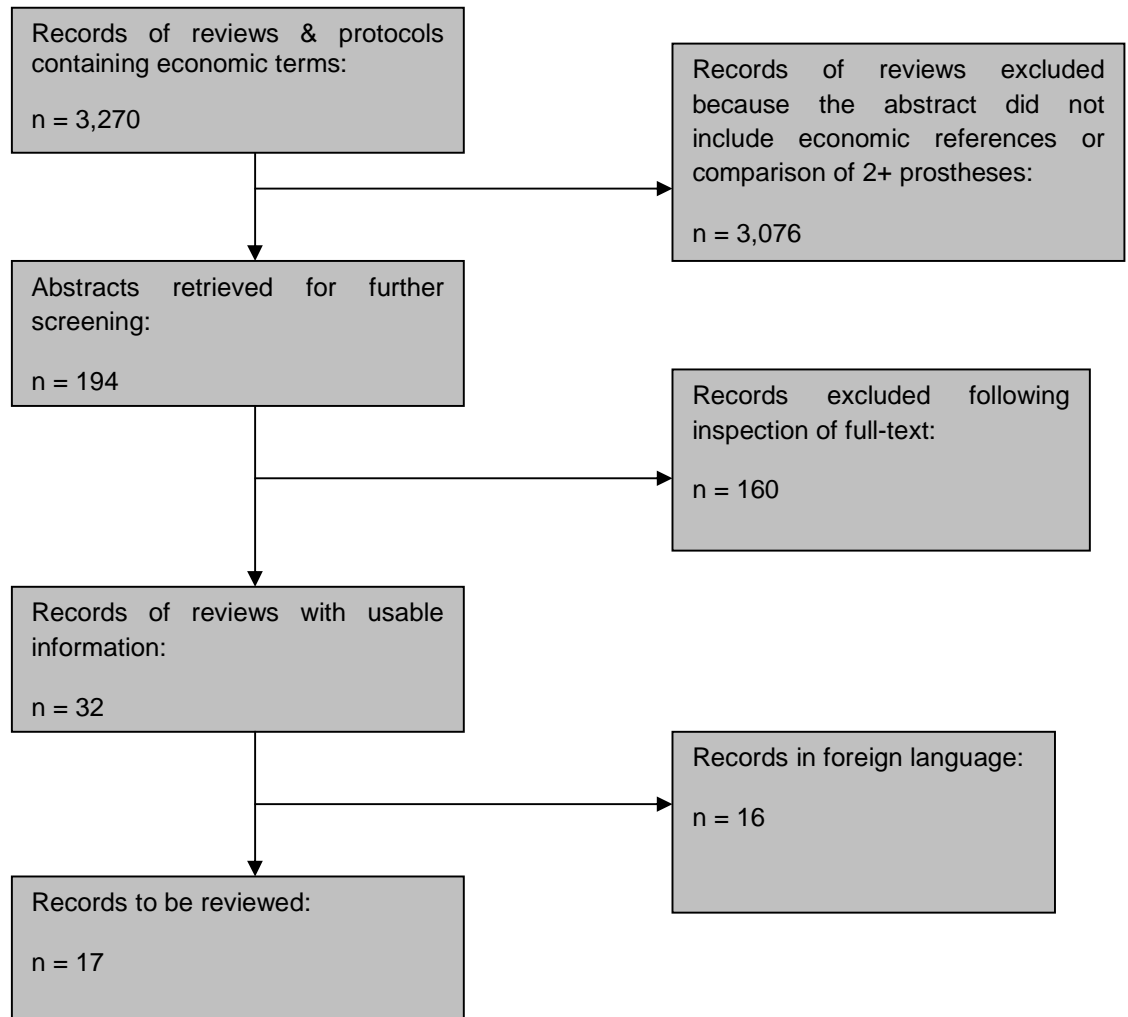 Records of reviews & protocols
containing economic terms:
n = 3,270
Records of reviews excluded
because the abstract did not
include economic references or
comparison of 2+ prostheses:
n = 3,076
Abstracts retrieved for further
screening:
n = 194
Records excluded following
inspection of full-text:
n = 160
Records of reviews with usable
information:
n = 32
Records in foreign language:
n = 16
Records to be reviewed:
n = 17